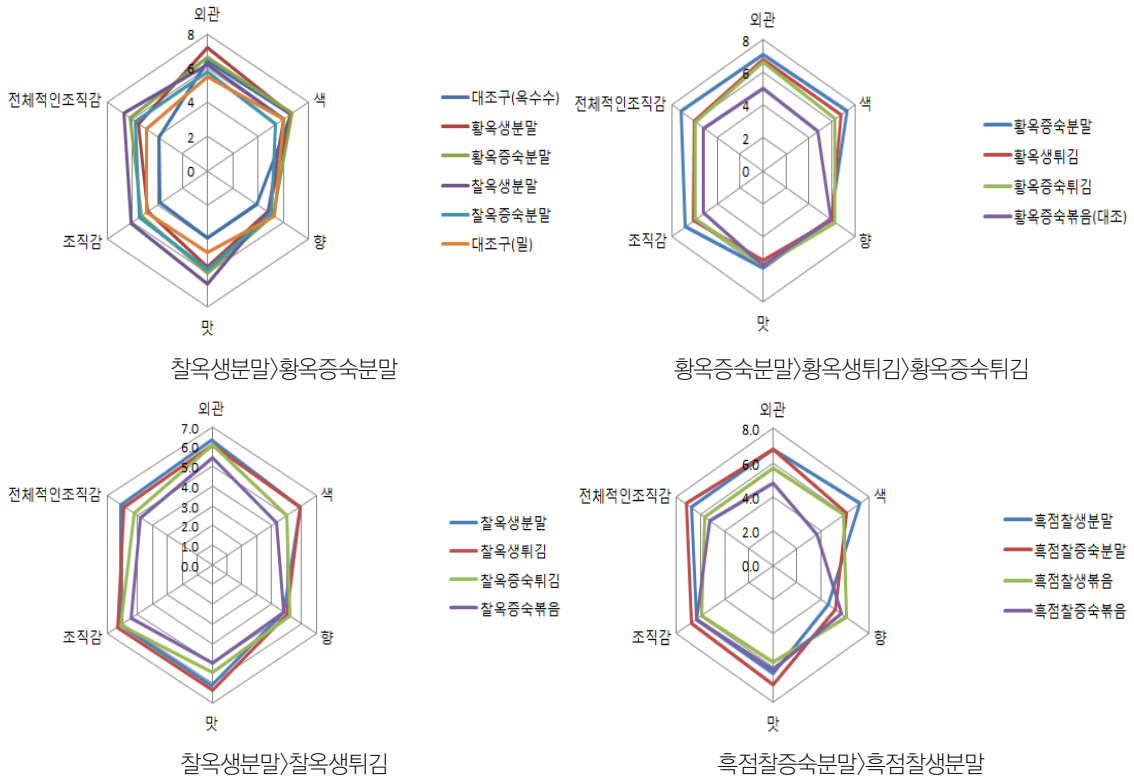 외관
8
6
4
2
0
색
향
맛
조직감
전체적인조직감
대조구(옥수수)
황옥생분말
황옥증숙분말
찰옥생분말
찰옥증숙분말
대조구(밀)
찰옥생분말>황옥증숙분말
외관
8
6
4
2
0
색
향
맛
조직감
전체적인조직감
황옥증숙분말
황옥생튀김
황옥증숙튀김
황옥증숙볶음(대조)
황옥증숙분말>황옥생튀김>황옥증숙튀김
외관
7.0
6.0
5.0
4.0
3.0
2.0
1.0
0.0
색
향
맛
조직감
전체적인조직감
찰옥생분말
찰옥생튀김
찰옥증숙튀김
찰옥증숙볶음
찰옥생분말>찰옥생튀김
외관
8.0
6.0
4.0
2.0
0.0
색
향
맛
조직감
전체적인조직감
흑점찰생분말
흑점찰증숙분말
흑점찰생볶음
흑점찰증숙볶음
흑점찰증숙분말>흑점찰생분말